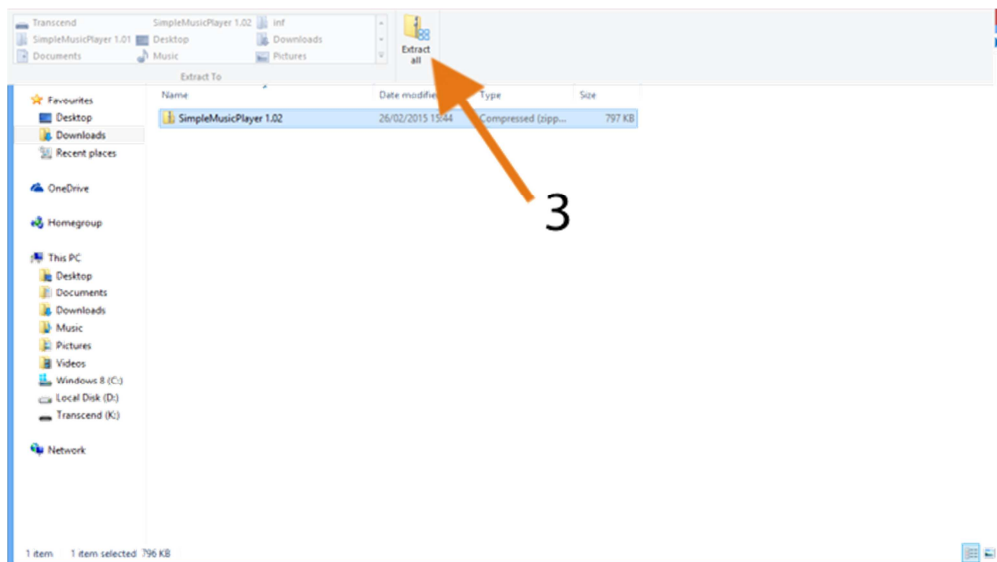 Transcend SimpleMusicPlayer 1.02 inf
SimpleMusicPlayer 1.01 Desktop Downloads
Documents Music Pictures
Extract To
Extract
all
Name Date modifie Type Size
SimpleMusicPlayer 1.02 26/02/2015 15:44 Compressed (zipp... 797 KB
3
Favourites
Desktop
Downloads
Recent places
OneDrive
Homegroup
This PC
Desktop
Documents
Downloads
Music
Pictures
Videos
Windows 8 (C:)
Local Disk (D:)
Transcend (K:)
Network
1 item 1 item selected 796 KB